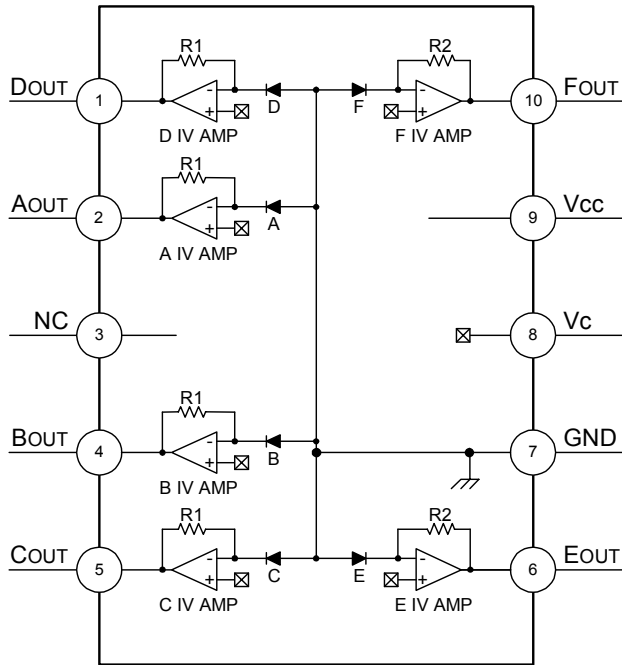 R1
R2
DOUT
1
-
+
D
F
-
+
10
FOUT
D IV AMP
F IV AMP
R1
AOUT
2
-
+
A
9
Vcc
A IV AMP
NC
3
8
Vc
R1
BOUT
4
-
+
B
7
GND
B IV AMP
R1
R2
COUT
5
-
+
C
E
-
+
6
EOUT
C IV AMP
E IV AMP